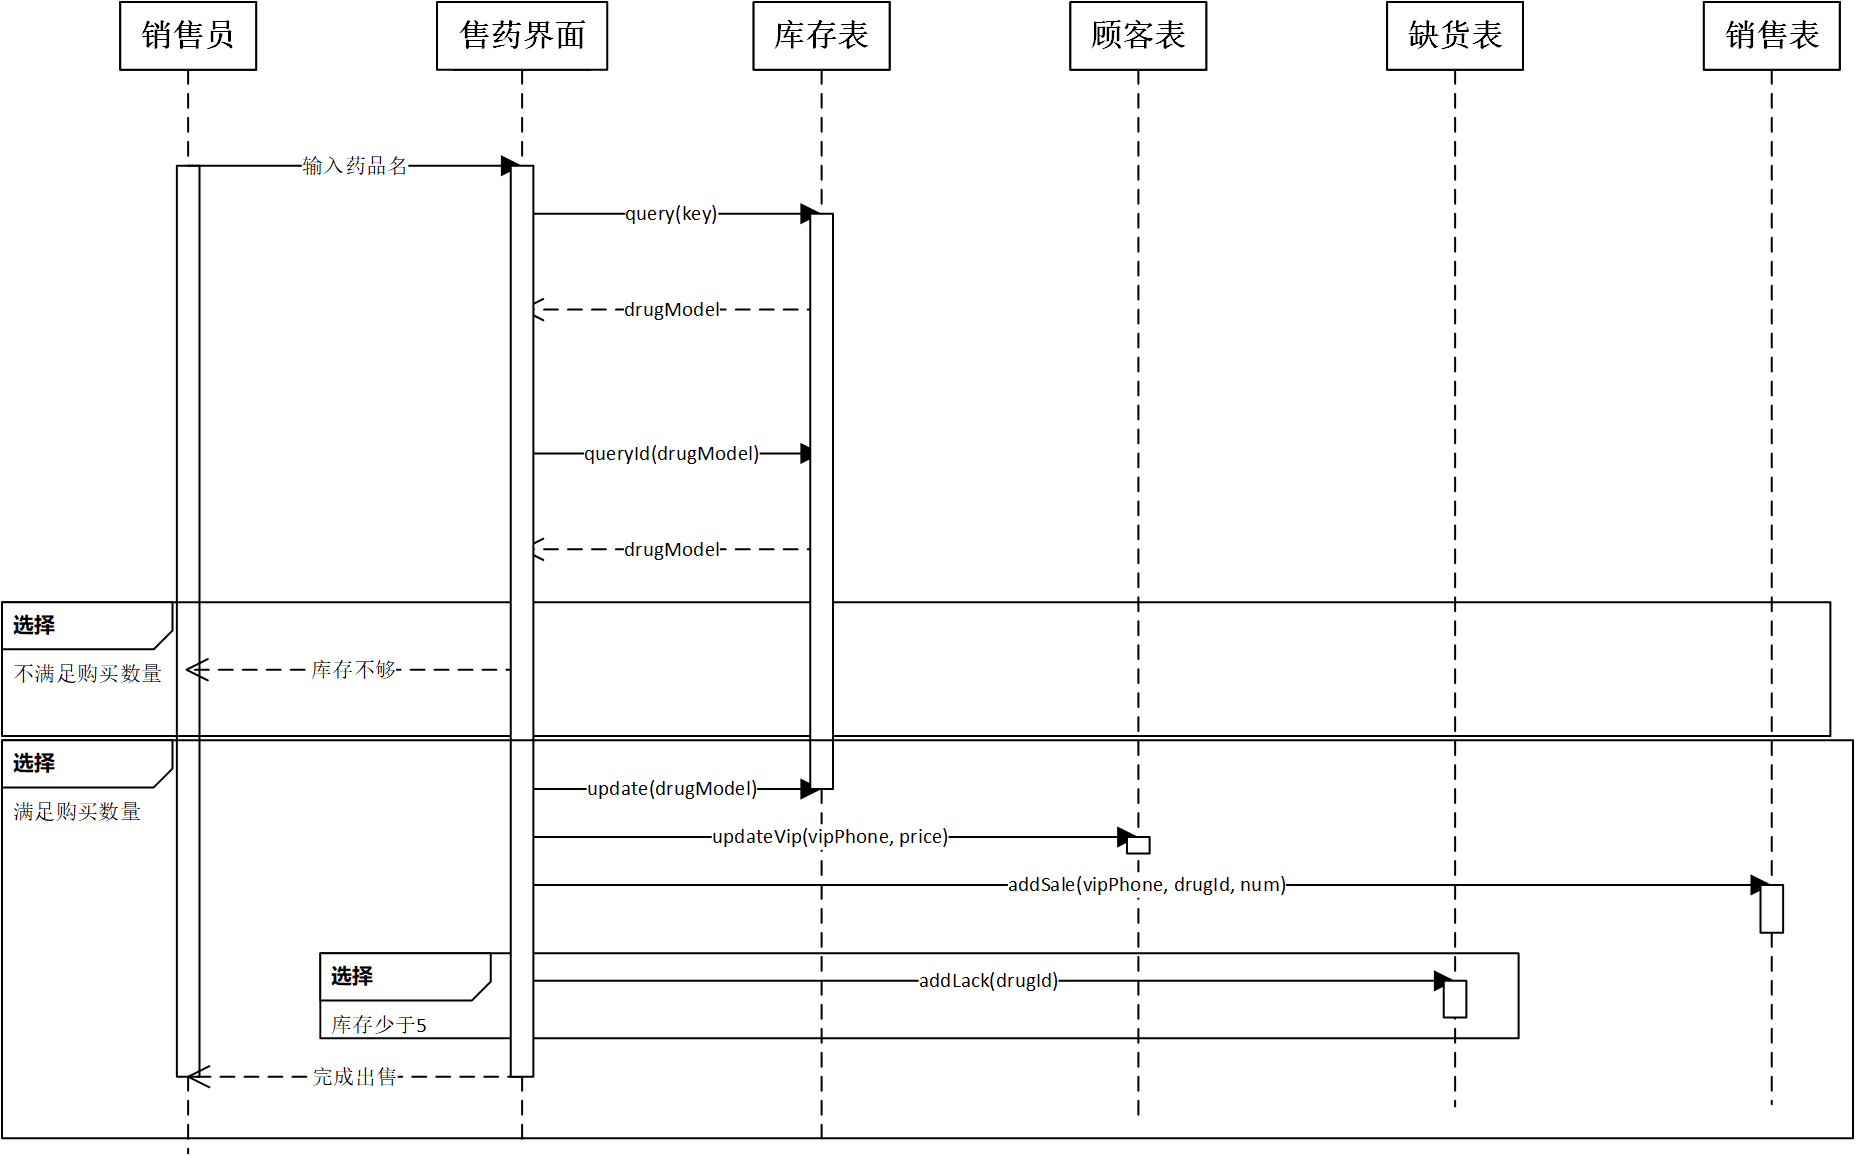 销售员
售药界面
库存表
顾客表
缺货表
销售表
输入药品名
query(key)
drugModel
queryId(drugModel)
drugModel
选择
不满足购买数量
库存不够
选择
满足购买数量
update(drugModel)
updateVip(vipPhone, price)
addSale(vipPhone, drugId, num)
选择
addLack(drugId)
库存少于5
完成出售